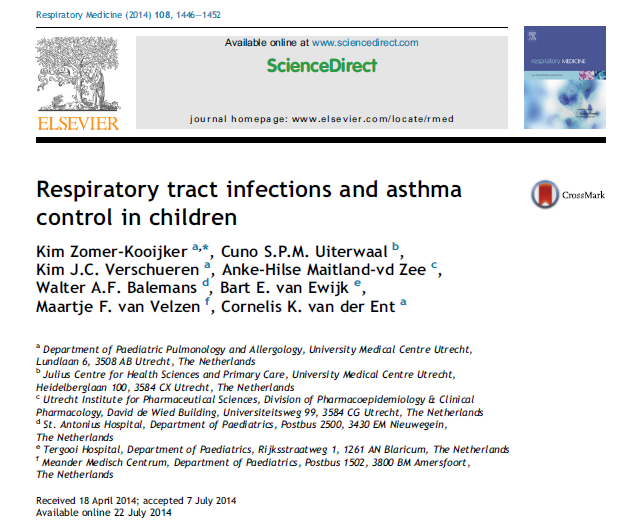 Respiratory Medicine (2014) 108, 1446–1452
Available online at www.sciencedirect.com
ScienceDirect
journal homepage: www.elsevier.com/locate/rmed
ELSEVIER
respiratory MEDICINE
Respiratory tract infections and asthma
control in children
CrossMark
Kim Zomer-Kooijker a,*, Cuno S.P.M. Uiterwaal b,
Kim J.C. Verschueren a, Anke-Hilse Maitland-vd Zee c,
Walter A.F. Balemans d, Bart E. van Ewijk e,
Maartje F. van Velzen f, Cornelis K. van der Ent a
a Department of Paediatric Pulmonology and Allergology, University Medical Centre Utrecht,
Lundlaan 6, 3508 AB Utrecht, The Netherlands
b Julius Centre for Health Sciences and Primary Care, University Medical Centre Utrecht,
Heidelberglaan 100, 3584 CX Utrecht, The Netherlands
c Utrecht Institute for Pharmaceutical Sciences, Division of Pharmacoepidemiology & Clinical
Pharmacology, David de Wied Building, Universiteitsweg 99, 3584 CG Utrecht, The Netherlands
d St. Antonius Hospital, Department of Paediatrics, Postbus 2500, 3430 EM Nieuwegein,
The Netherlands
e Tergooi Hospital, Department of Paediatrics, Rijksstraatweg 1, 1261 AN Blaricum, The Netherlands
f Meander Medisch Centrum, Department of Paediatrics, Postbus 1502, 3800 BM Amersfoort,
The Netherlands
Received 18 April 2014; accepted 7 July 2014
Available online 22 July 2014